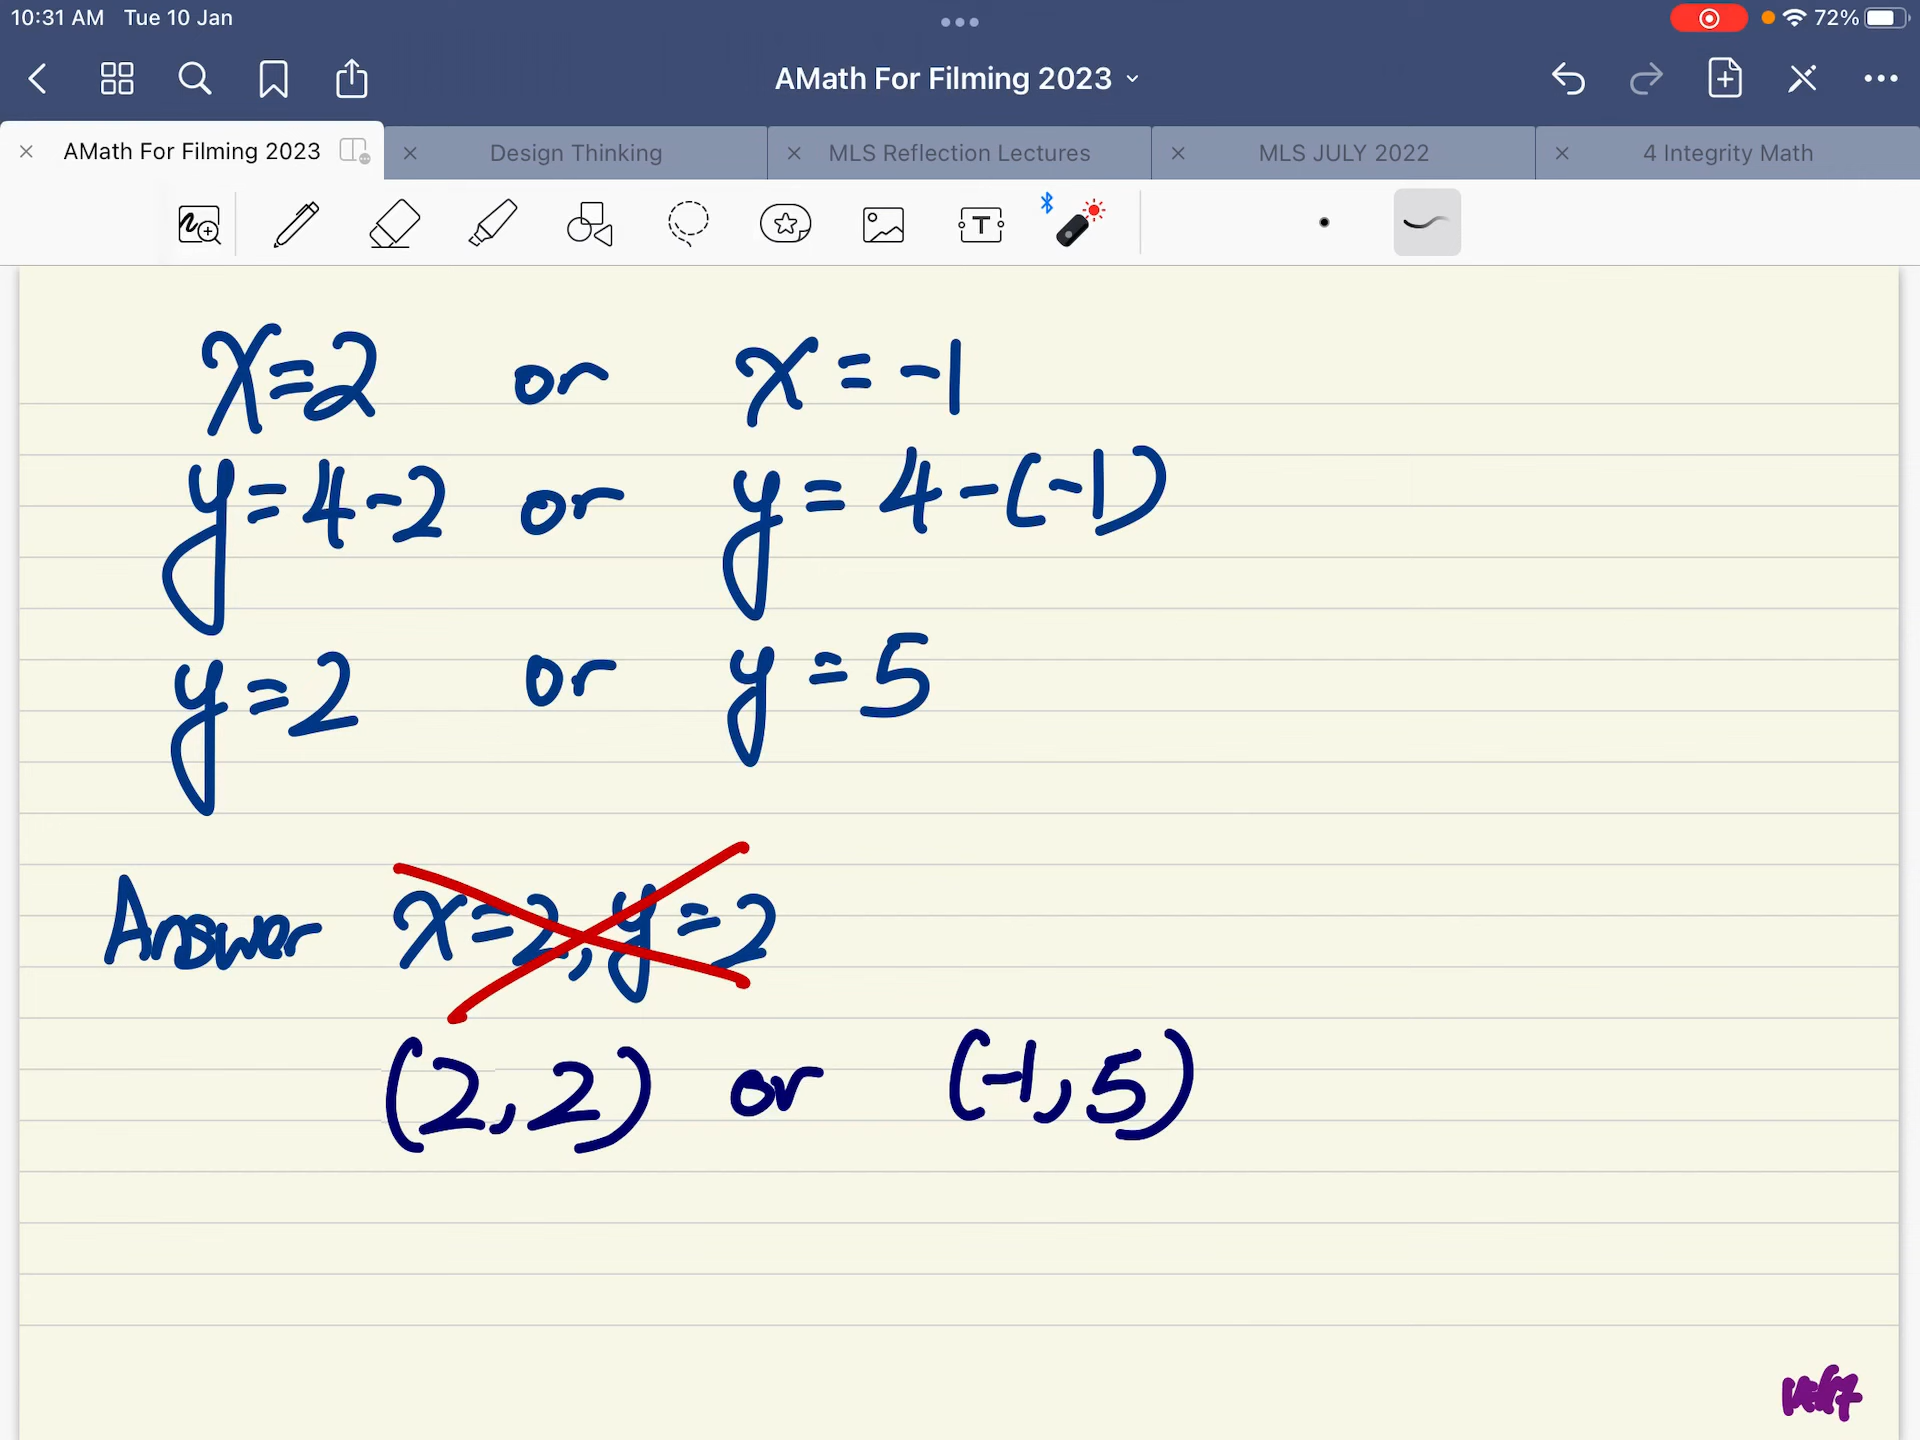 10:31 AM Tue 10 Jan 72%
AMath For Filming 2023
AMath For Filming 2023 Design Thinking MLS Reflection Lectures MLS JULY 2022 4 Integrity Math
T
x=2 or x=-1
y=4-2 or y=4-(-1)
y=2 or y=5
Answer x=2, y=2
(2,2) or (-1,5)